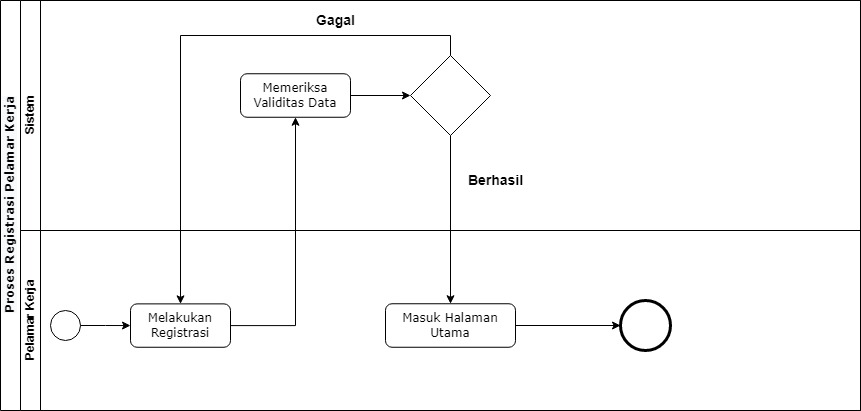 Proses Registrasi Pelamar Kerja
Sistem
Gagal
Memeriksa
Validitas Data
Berhasil
Pelamar Kerja
Melakukan
Registrasi
Masuk Halaman
Utama